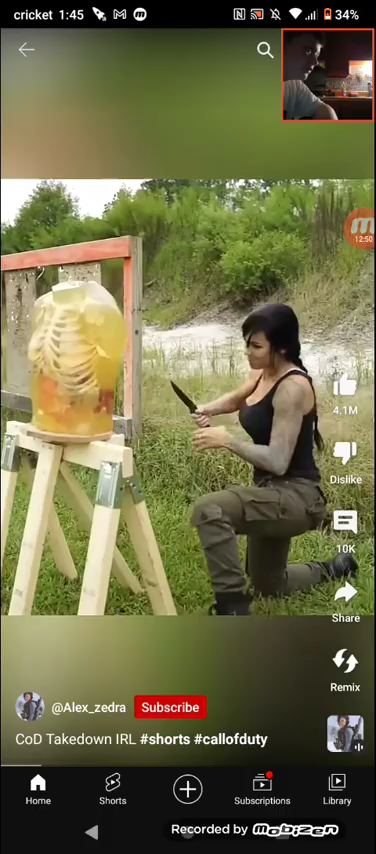 cricket 1:45
34%
12:50
4.1M
Dislike
10K
Share
Remix
@Alex_zedra Subscribe
CoD Takedown IRL #shorts #callofduty
Home Shorts Subscriptions Library
Recorded by mobizen